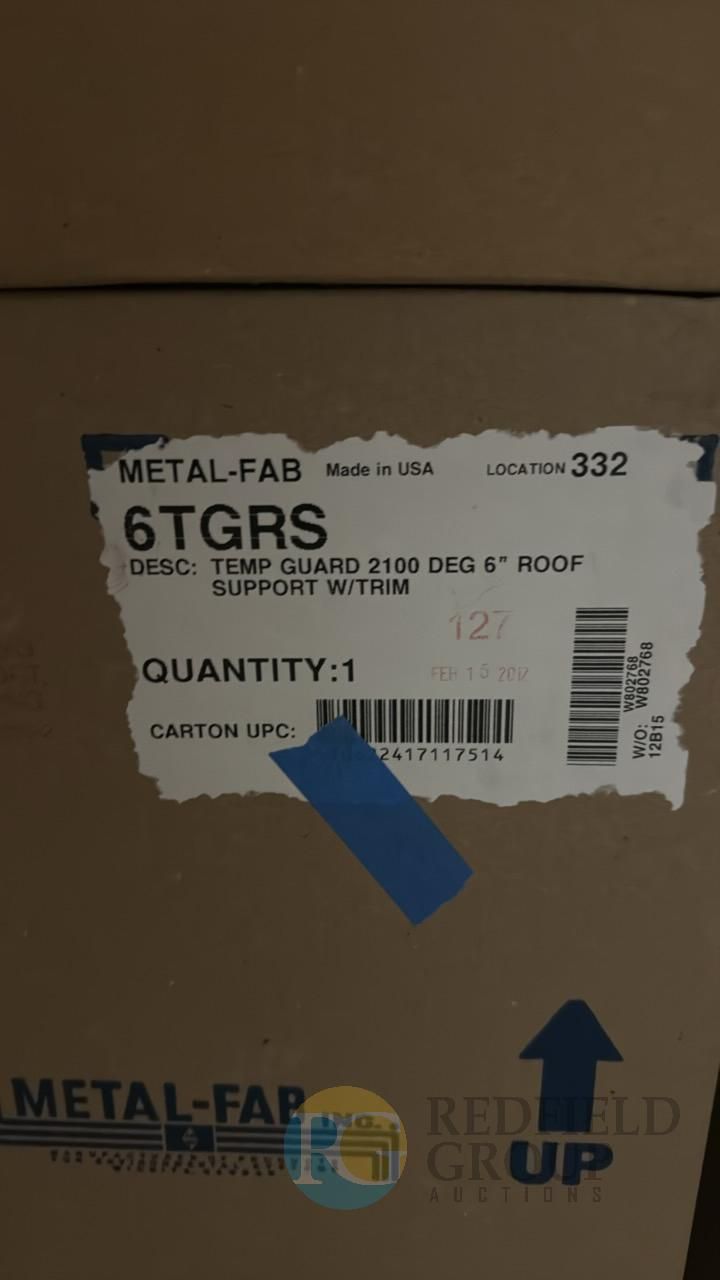 METAL-FAB Made in USA LOCATION 332
6TGRS
DESC: TEMP GUARD 2100 DEG 6" ROOF
SUPPORT W/TRIM
127
QUANTITY:1
FEB 15 2012
CARTON UPC:
2417117514
W802768
W/O: W802768
12B15
METAL-FAB INC.
UP
REDFIELD
GROUP
AUCTIONS